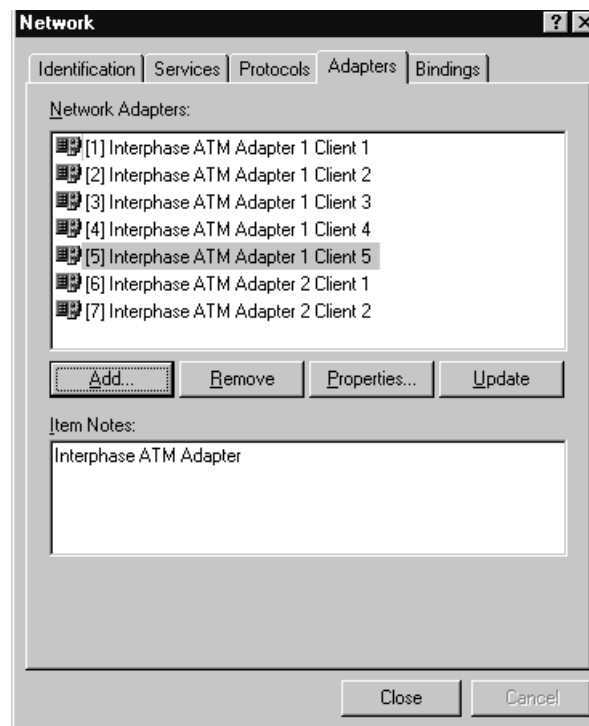 Network
Identification Services Protocols Adapters Bindings
Network Adapters:
[1] Interphase ATM Adapter 1 Client 1
[2] Interphase ATM Adapter 1 Client 2
[3] Interphase ATM Adapter 1 Client 3
[4] Interphase ATM Adapter 1 Client 4
[5] Interphase ATM Adapter 1 Client 5
[6] Interphase ATM Adapter 2 Client 1
[7] Interphase ATM Adapter 2 Client 2
Add... Remove Properties... Update
Item Notes:
Interphase ATM Adapter
Close Cancel